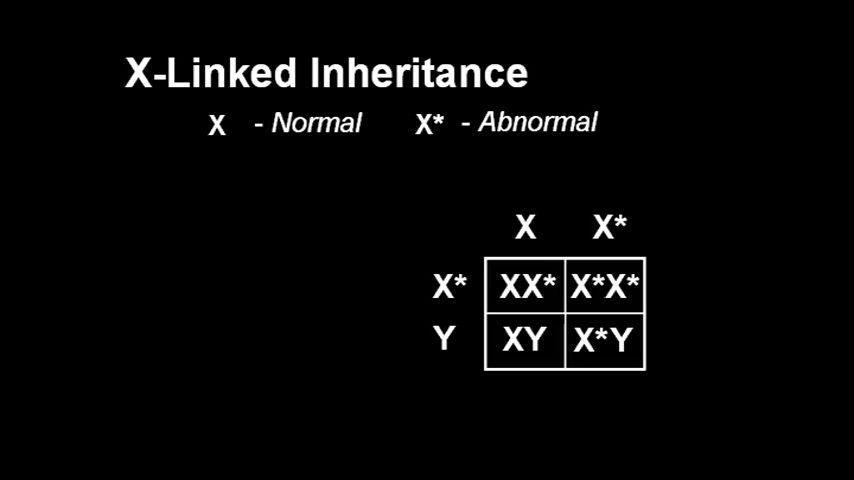 X-Linked Inheritance
X - Normal X* - Abnormal
X X*
X* XX* X*X*
Y XY X*Y